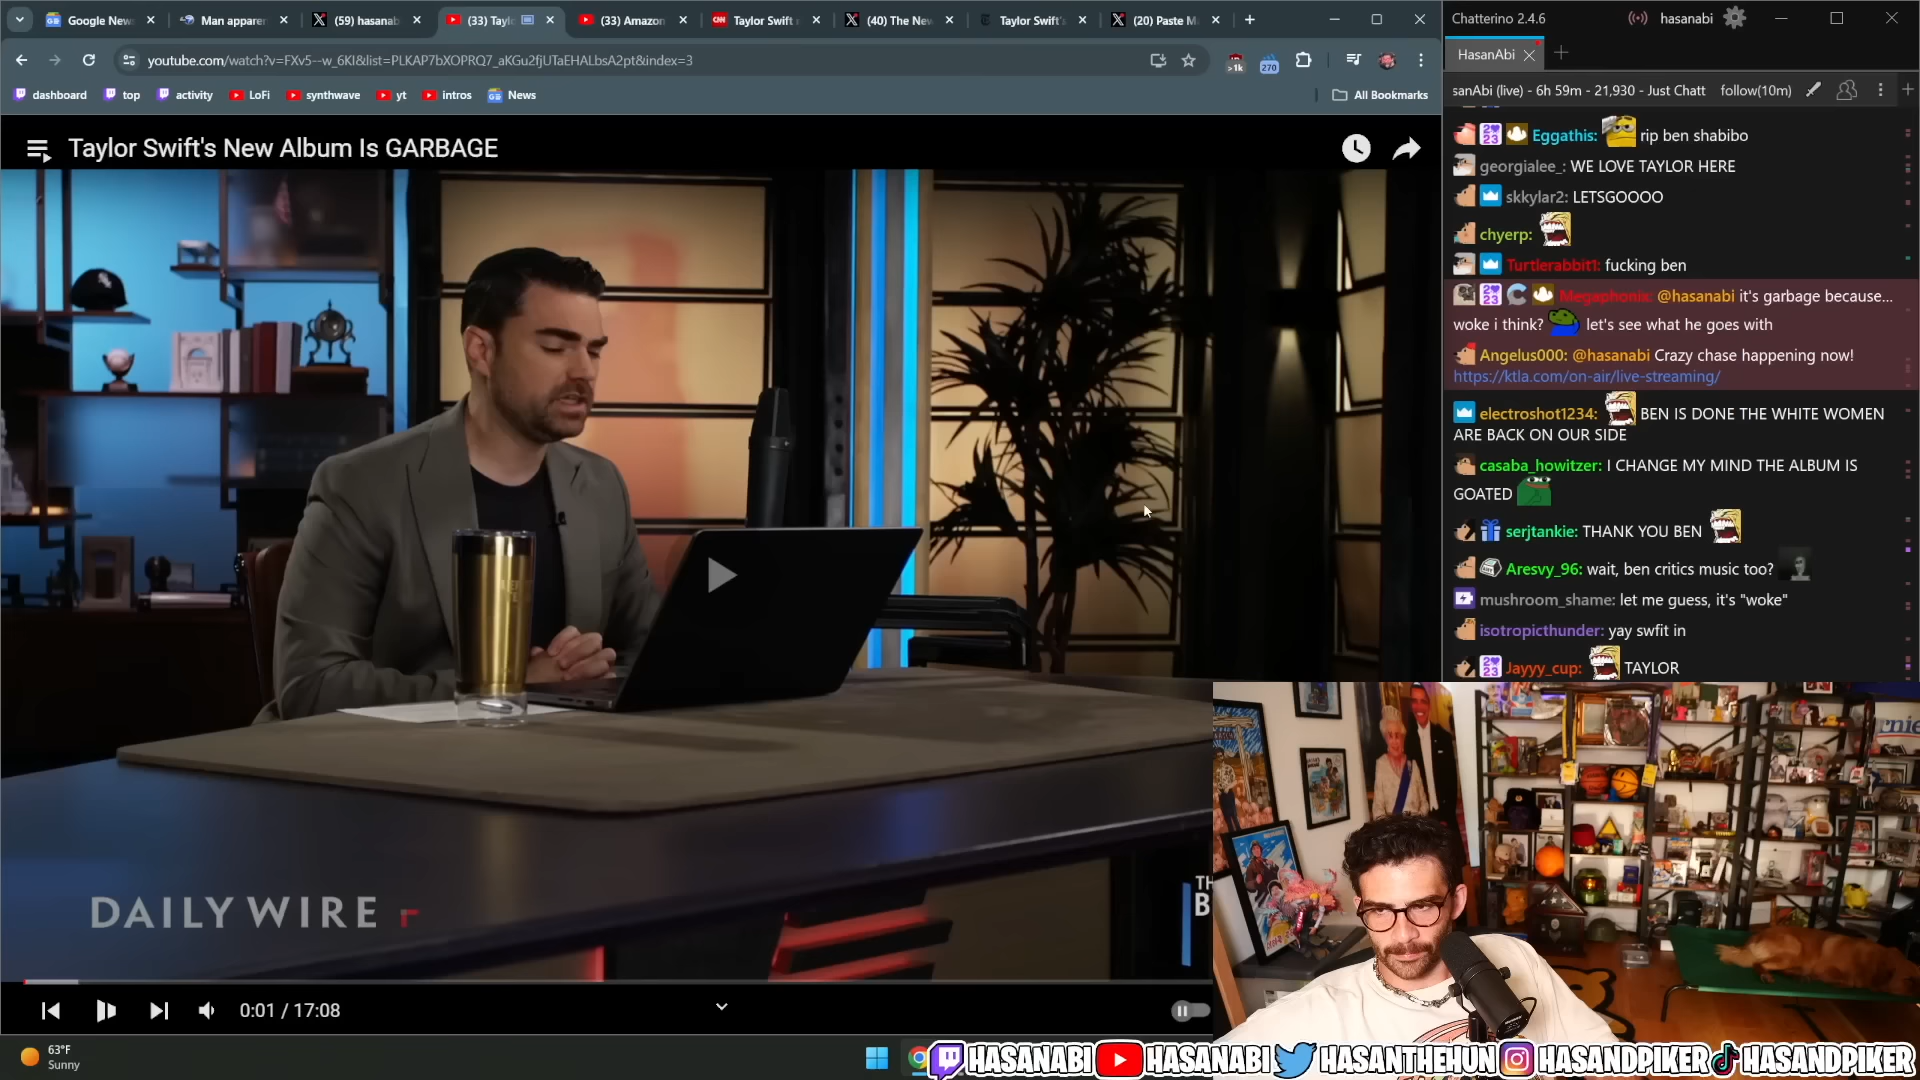 Google News
Man apparen
(59) hasanab
(33) Taylo
(33) Amazon
Taylor Swift r
(40) The New
Taylor Swift's
(20) Paste M
youtube.com/watch?v=FXv5--w_6KI&list=PLKAP7bXOPRQ7_aKGu2fjUTaEHALbsA2pt&index=3
>1k
270
dashboard
top
activity
LoFi
synthwave
yt
intros
News
All Bookmarks
Taylor Swift's New Album Is GARBAGE
DAILY WIRE
TH
B
0:01 / 17:08
63°F
Sunny
Chatterino 2.4.6
hasanabi
HasanAbi
sanAbi (live) - 6h 59m - 21,930 - Just Chatt
follow(10m)
Eggathis: rip ben shabibo
georgialee_: WE LOVE TAYLOR HERE
skkylar2: LETSGOOOO
chyerp:
Turtlerabbit1: fucking ben
Megaphonix: @hasanabi it's garbage because...
woke i think? let's see what he goes with
Angelus000: @hasanabi Crazy chase happening now!
https://ktla.com/on-air/live-streaming/
electroshot1234: BEN IS DONE THE WHITE WOMEN
ARE BACK ON OUR SIDE
casaba_howitzer: I CHANGE MY MIND THE ALBUM IS
GOATED
serjtankie: THANK YOU BEN
Aresvy_96: wait, ben critics music too?
mushroom_shame: let me guess, it's "woke"
isotropicthunder: yay swfit in
Jayyy_cup: TAYLOR
HASANABI HASANABI HASANTHEHUN HASANDPIKER HASANDPIKER